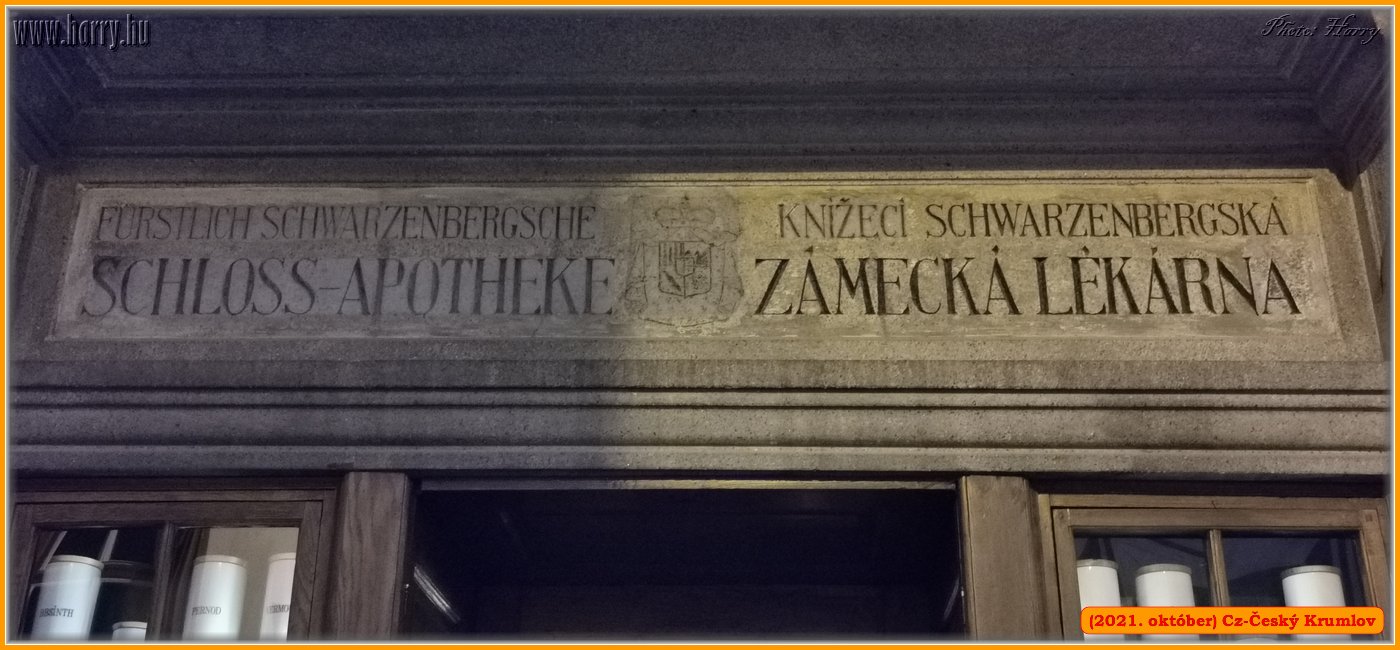 www.harry.hu
Photo: Harry
FÜRSTLICH SCHWARZENBERGSCHE
SCHLOSS-APOTHEKE
KNÍŽECÍ SCHWARZENBERGSKÁ
ZÁMECKÁ LÉKÁRNA
ABSINTH
PERNOD
(2021. október) Cz-Český Krumlov